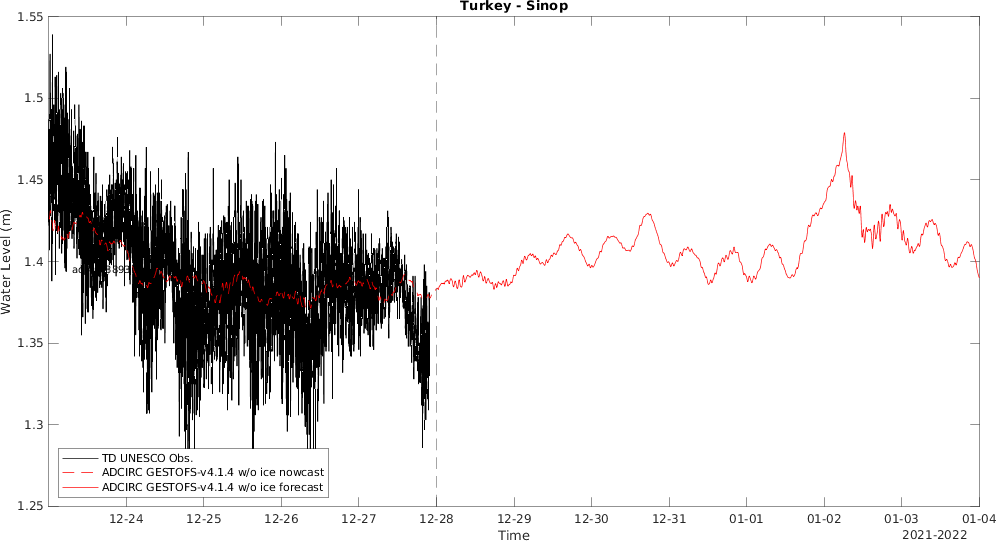 Turkey - Sinop
1.55
1.5
1.45
1.4
1.35
1.3
1.25
Water Level (m)
TD UNESCO Obs.
ADCIRC GESTOFS-v4.1.4 w/o ice nowcast
ADCIRC GESTOFS-v4.1.4 w/o ice forecast
12-24 12-25 12-26 12-27 12-28 12-29 12-30 12-31 01-01 01-02 01-03 01-04
Time
2021-2022